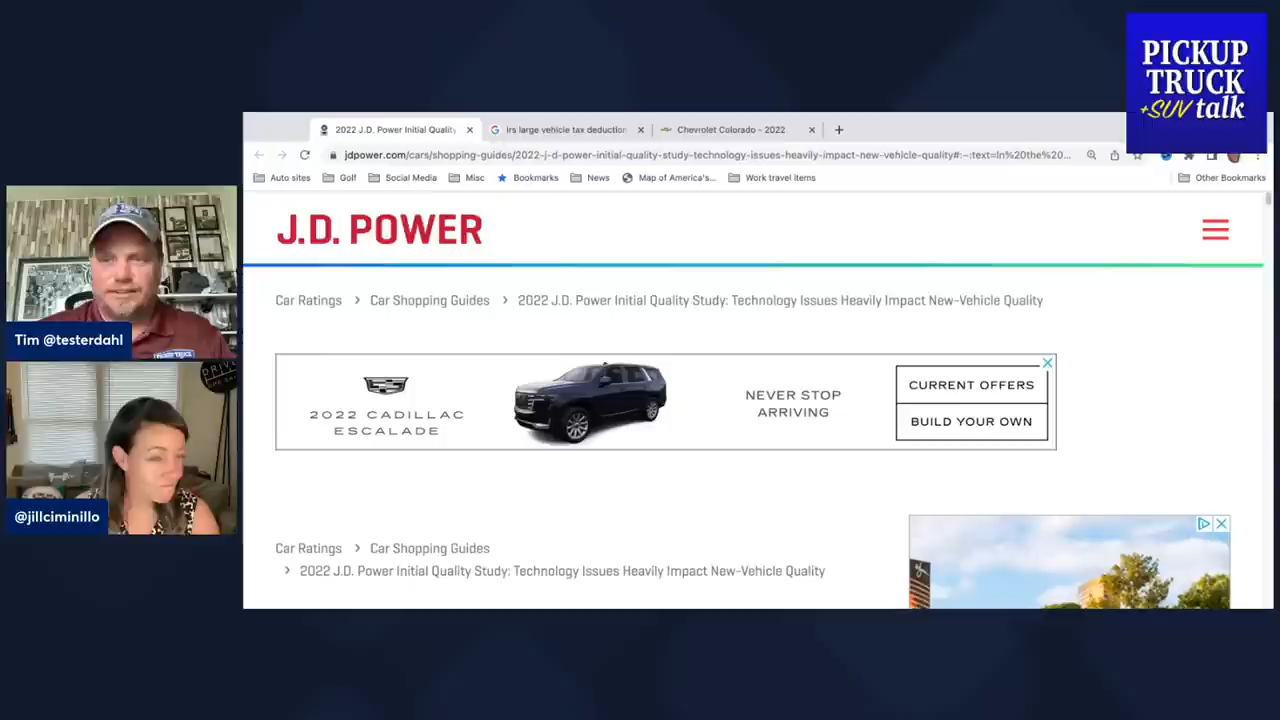 PICKUP
TRUCK
+SUV talk
2022 J.D. Power Initial Quality
irs large vehicle tax deduction
Chevrolet Colorado - 2022
jdpower.com/cars/shopping-guides/2022-j-d-power-initial-quality-study-technology-issues-heavily-impact-new-vehicle-quality#:~:text=In%20the%20...
Auto sites
Golf
Social Media
Misc
Bookmarks
News
Map of America's...
Work travel items
Other Bookmarks
J.D. POWER
Car Ratings > Car Shopping Guides > 2022 J.D. Power Initial Quality Study: Technology Issues Heavily Impact New-Vehicle Quality
2022 CADILLAC
ESCALADE
NEVER STOP
ARRIVING
CURRENT OFFERS
BUILD YOUR OWN
Car Ratings > Car Shopping Guides
> 2022 J.D. Power Initial Quality Study: Technology Issues Heavily Impact New-Vehicle Quality
Tim @testerdahl
DRIVE
@jillciminillo